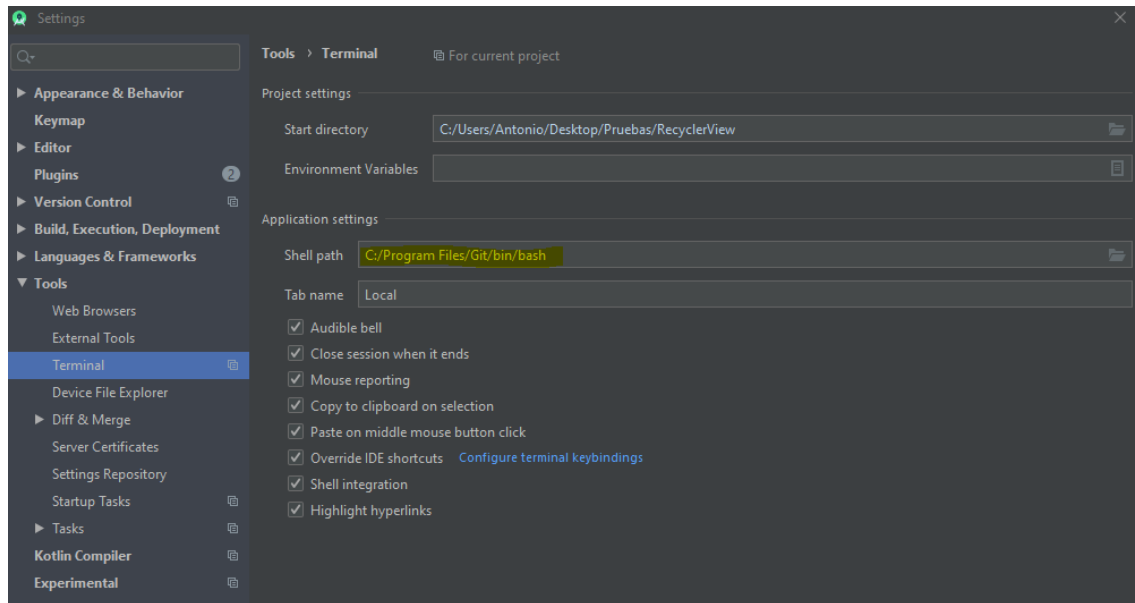 Settings
Tools › Terminal
For current project
Appearance & Behavior
Keymap
Editor
Plugins 2
Version Control
Build, Execution, Deployment
Languages & Frameworks
Tools
Web Browsers
External Tools
Terminal
Device File Explorer
Diff & Merge
Server Certificates
Settings Repository
Startup Tasks
Tasks
Kotlin Compiler
Experimental
Project settings
Start directory C:/Users/Antonio/Desktop/Pruebas/RecyclerView
Environment Variables
Application settings
Shell path C:/Program Files/Git/bin/bash
Tab name Local
Audible bell
Close session when it ends
Mouse reporting
Copy to clipboard on selection
Paste on middle mouse button click
Override IDE shortcuts Configure terminal keybindings
Shell integration
Highlight hyperlinks